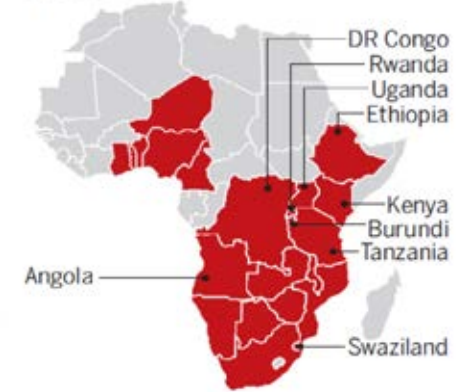 DR Congo
Rwanda
Uganda
Ethiopia
Kenya
Burundi
Tanzania
Angola
Swaziland